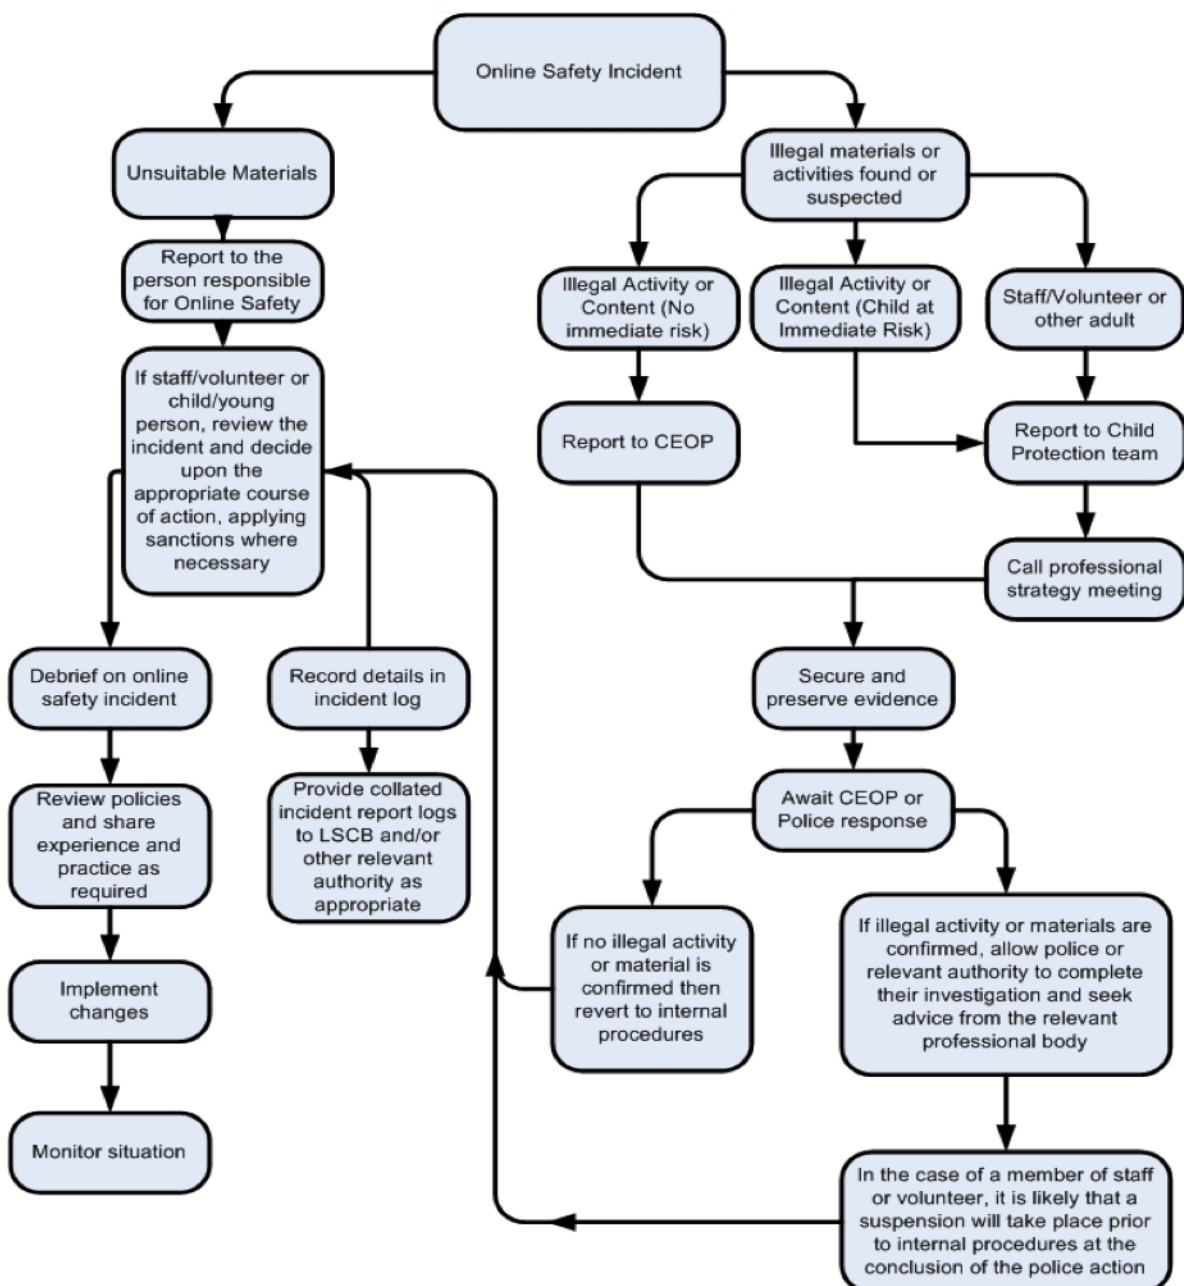 Online Safety Incident
Unsuitable Materials
Report to the
person responsible
for Online Safety
If staff/volunteer or
child/young
person, review the
incident and decide
upon the
appropriate course
of action, applying
sanctions where
necessary
Debrief on online
safety incident
Review policies
and share
experience and
practice as
required
Implement
changes
Monitor situation
Record details in
incident log
Provide collated
incident report logs
to LSCB and/or
other relevant
authority as
appropriate
Illegal materials or
activities found or
suspected
Illegal Activity or
Content (No
immediate risk)
Illegal Activity or
Content (Child at
Immediate Risk)
Staff/Volunteer or
other adult
Report to CEOP
Report to Child
Protection team
Call professional
strategy meeting
Secure and
preserve evidence
Await CEOP or
Police response
If no illegal activity
or material is
confirmed then
revert to internal
procedures
If illegal activity or materials are
confirmed, allow police or
relevant authority to complete
their investigation and seek
advice from the relevant
professional body
In the case of a member of staff
or volunteer, it is likely that a
suspension will take place prior
to internal procedures at the
conclusion of the police action